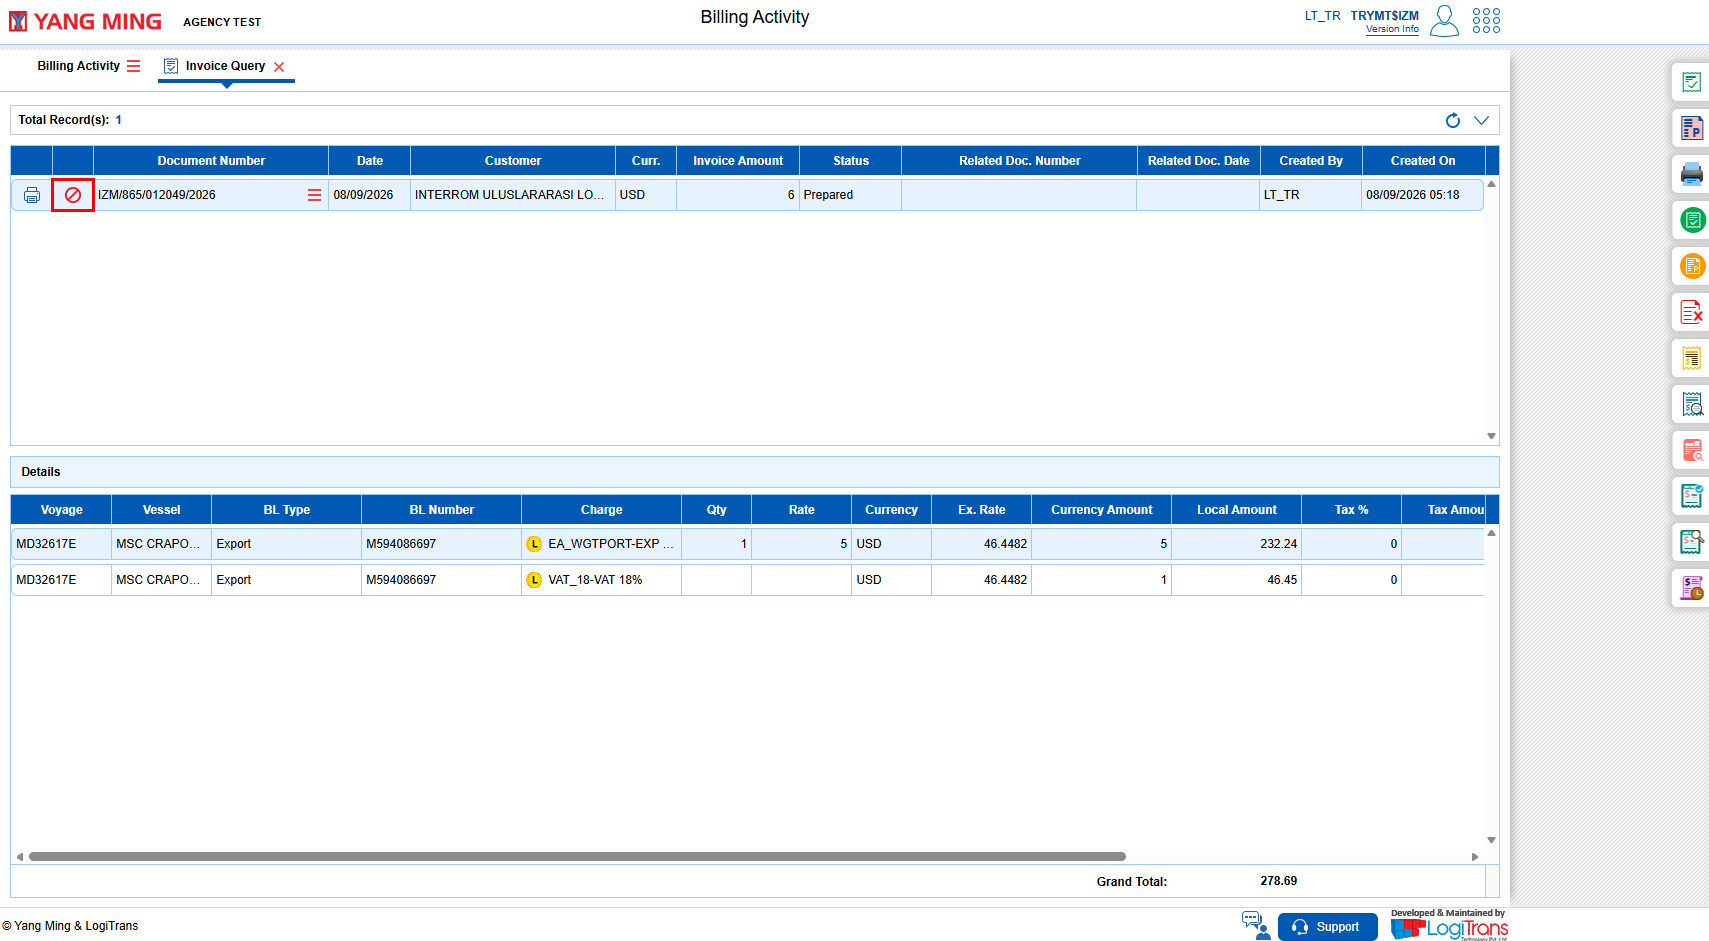 YANG MING AGENCY TEST Billing Activity LT_TR TRYMT$IZM
Version Info
Billing Activity Invoice Query
Total Record(s): 1
Document Number Date Customer Curr. Invoice Amount Status Related Doc. Number Related Doc. Date Created By Created On
IZM/865/012049/2026 08/09/2026 INTERROM ULUSLARARASI LO... USD 6 Prepared LT_TR 08/09/2026 05:18
Details
Voyage Vessel BL Type BL Number Charge Qty Rate Currency Ex. Rate Currency Amount Local Amount Tax % Tax Amou
MD32617E MSC CRAPO... Export M594086697 L EA_WGTPORT-EXP ... 1 5 USD 46.4482 5 232.24 0
MD32617E MSC CRAPO... Export M594086697 L VAT_18-VAT 18% USD 46.4482 1 46.45 0
Grand Total: 278.69
© Yang Ming & LogiTrans
Support
Developed & Maintained by
LogiTrans
Technology Pvt. Ltd.